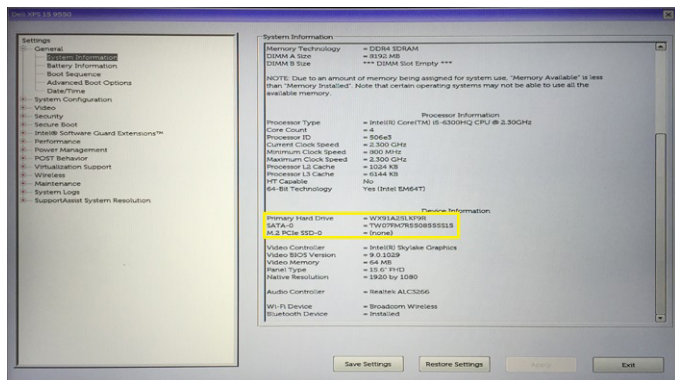 Dell XPS 15 9590
Settings
General
System Information
Battery Information
Boot Sequence
Advanced Boot Options
Date/Time
System Configuration
Video
Security
Secure Boot
Intel® Software Guard Extensions™
Performance
Power Management
POST Behavior
Virtualization Support
Wireless
Maintenance
System Logs
SupportAssist System Resolution
System Information
Memory Technology = DDR4 SDRAM
DIMM A Size = 8192 MB
DIMM B Size *** DIMM Slot Empty ***
NOTE: Due to an amount of memory being assigned for system use, "Memory Available" is less
than "Memory Installed". Note that certain operating systems may not be able to use all the
available memory.
Processor Information
Processor Type = Intel(R) Core(TM) i5-6300HQ CPU @ 2.30GHz
Core Count = 4
Processor ID = 506e3
Current Clock Speed = 2.300 GHz
Minimum Clock Speed = 800 MHz
Maximum Clock Speed = 2.300 GHz
Processor L2 Cache = 1024 KB
Processor L3 Cache = 6144 KB
HT Capable No
64-Bit Technology Yes (Intel EM64T)
Device Information
Primary Hard Drive
SATA-0
M.2 PCIe SSD-0 = (none)
Video Controller = Intel(R) Skylake Graphics
Video BIOS Version = 9.0.1029
Video Memory = 64 MB
Panel Type = 15.6" FHD
Native Resolution = 1920 by 1080
Audio Controller = Realtek ALC3266
Wi-Fi Device = Broadcom Wireless
Bluetooth Device = Installed
Save Settings
Restore Settings
Apply
Exit